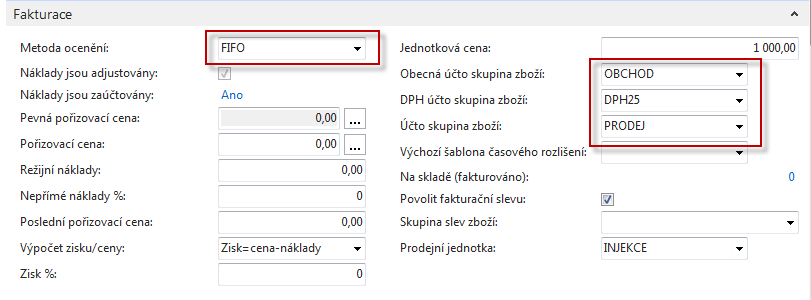 Fakturace
Metoda ocenění: FIFO
Náklady jsou adjustovány:
Náklady jsou zaúčtovány: Ano
Pevná pořizovací cena: 0,00 ...
Pořizovací cena: 0,00 ...
Režijní náklady: 0,00
Nepřímé náklady %: 0
Poslední pořizovací cena: 0,00
Výpočet zisku/ceny: Zisk=cena-náklady
Zisk %: 0
Jednotková cena: 1 000,00
Obecná účto skupina zboží: OBCHOD
DPH účto skupina zboží: DPH25
Účto skupina zboží: PRODEJ
Výchozí šablona časového rozlišení:
Na skladě (fakturováno): 0
Povolit fakturační slevu:
Skupina slev zboží:
Prodejní jednotka: INJEKCE